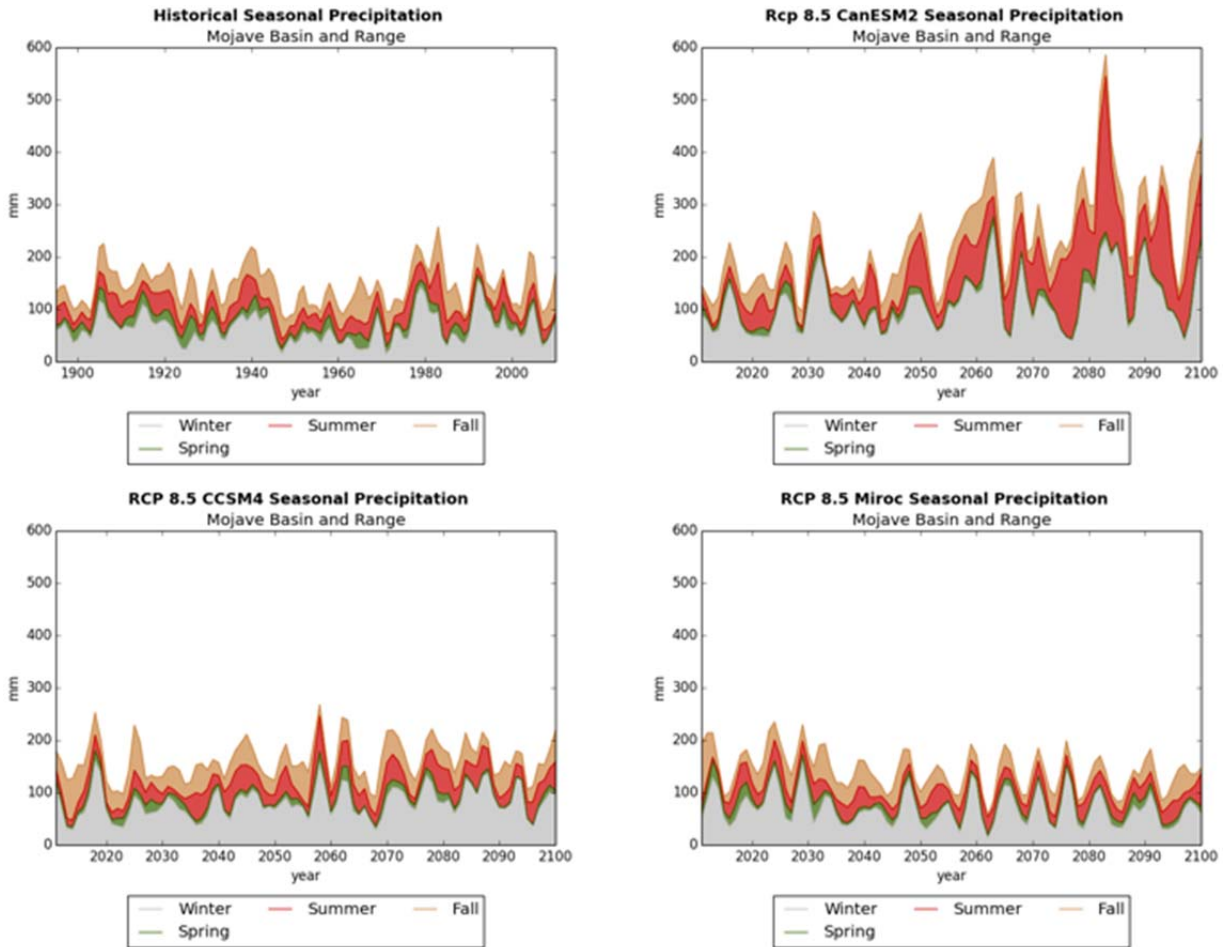 Historical Seasonal Precipitation
Mojave Basin and Range
600
500
400
300
200
100
0
mm
1900 1920 1940 1960 1980 2000
year
Winter Summer Fall
Spring
Rcp 8.5 CanESM2 Seasonal Precipitation
Mojave Basin and Range
600
500
400
300
200
100
0
mm
2020 2030 2040 2050 2060 2070 2080 2090 2100
year
Winter Summer Fall
Spring
RCP 8.5 CCSM4 Seasonal Precipitation
Mojave Basin and Range
600
500
400
300
200
100
0
mm
2020 2030 2040 2050 2060 2070 2080 2090 2100
year
Winter Summer Fall
Spring
RCP 8.5 Miroc Seasonal Precipitation
Mojave Basin and Range
600
500
400
300
200
100
0
mm
2020 2030 2040 2050 2060 2070 2080 2090 2100
year
Winter Summer Fall
Spring